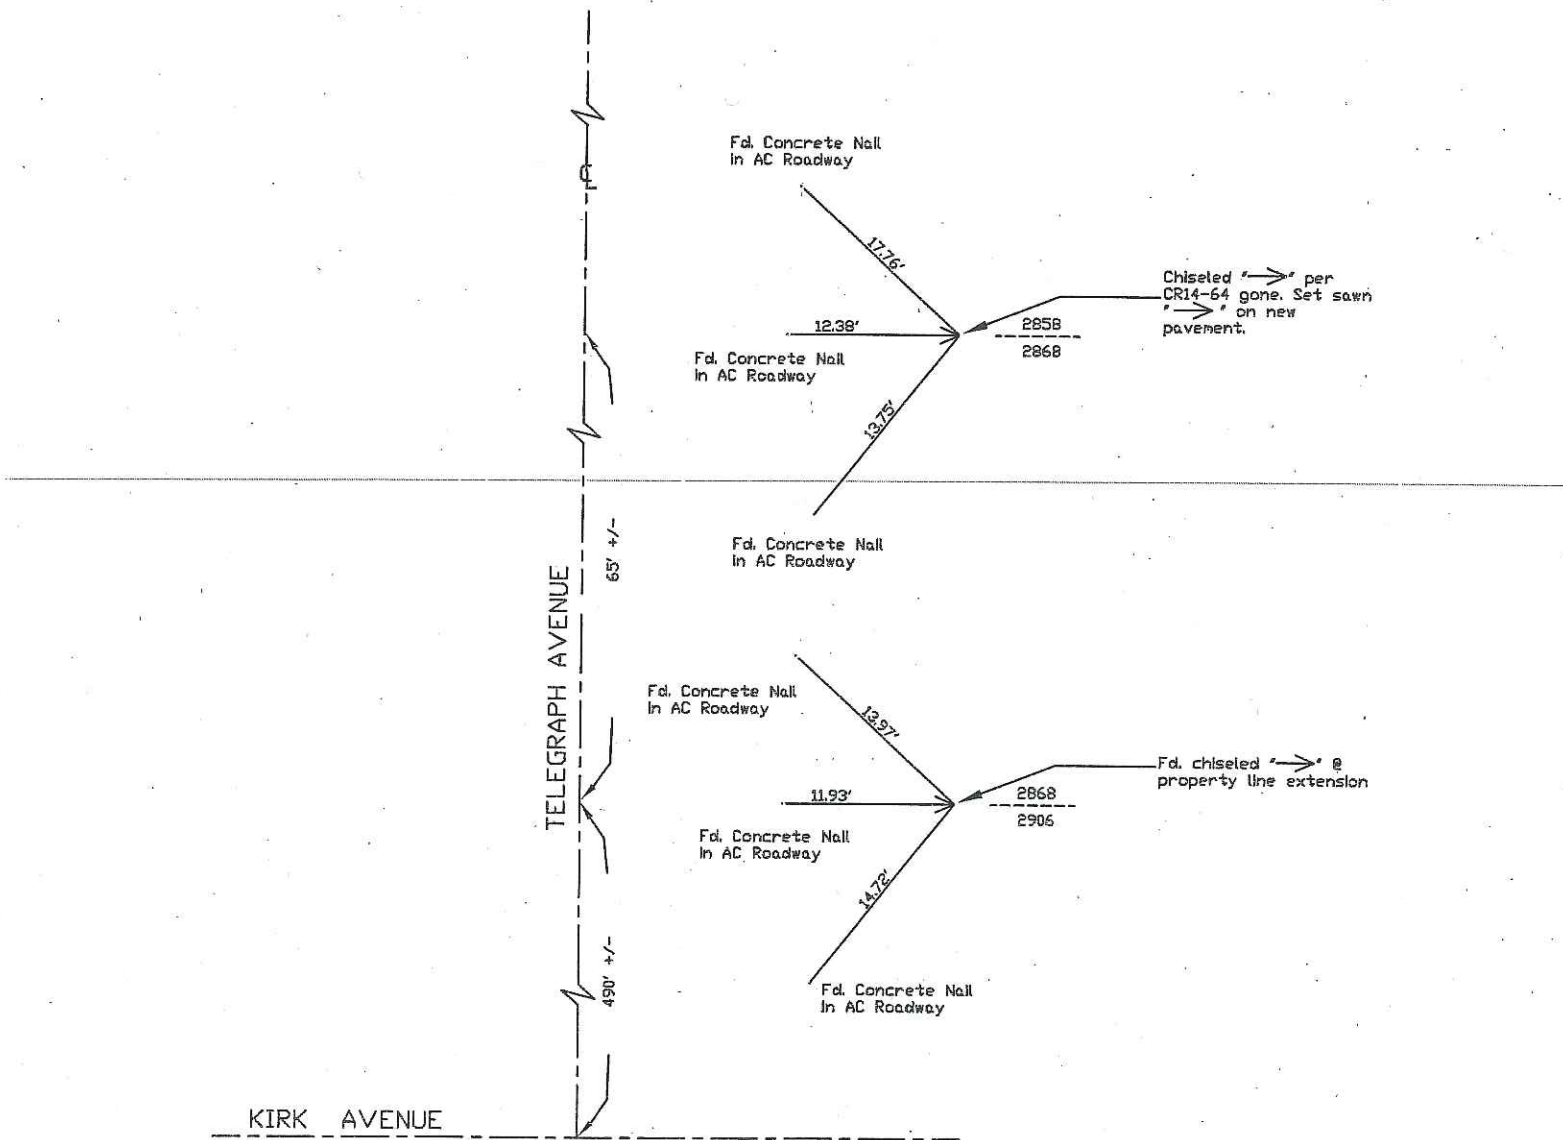 ℄
Fd. Concrete Nail
in AC Roadway
17.76'
Chiseled "→" per
CR14-64 gone. Set sawn
"→" on new
pavement.
12.38'
2858
2868
Fd. Concrete Nail
in AC Roadway
13.75'
65' +/-
Fd. Concrete Nail
in AC Roadway
TELEGRAPH AVENUE
Fd. Concrete Nail
in AC Roadway
13.97'
Fd. chiseled "→" @
property line extension
11.93'
2868
2906
Fd. Concrete Nail
in AC Roadway
14.72'
490' +/-
Fd. Concrete Nail
in AC Roadway
KIRK AVENUE